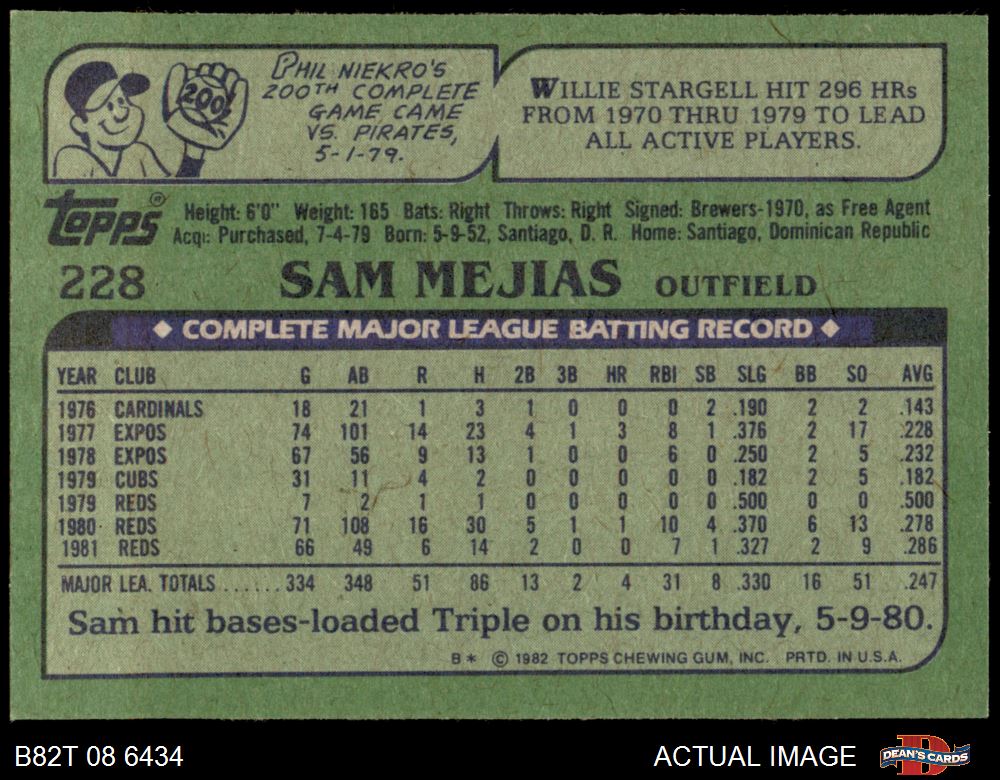 PHIL NIEKRO'S
200TH COMPLETE
GAME CAME
VS. PIRATES,
5-1-79.
200!
WILLIE STARGELL HIT 296 HRs
FROM 1970 THRU 1979 TO LEAD
ALL ACTIVE PLAYERS.
TOPPS®
Height: 6'0" Weight: 165 Bats: Right Throws: Right Signed: Brewers-1970, as Free Agent
Acq: Purchased, 7-4-79 Born: 5-9-52, Santiago, D. R. Home: Santiago, Dominican Republic
228 SAM MEJIAS OUTFIELD
◆ COMPLETE MAJOR LEAGUE BATTING RECORD ◆
YEAR CLUB G AB R H 2B 3B HR RBI SB SLG BB SO AVG
1976 CARDINALS 18 21 1 3 1 0 0 0 2 .190 2 2 .143
1977 EXPOS 74 101 14 23 4 1 3 8 1 .376 2 17 .228
1978 EXPOS 67 56 9 13 1 0 0 6 0 .250 2 5 .232
1979 CUBS 31 11 4 2 0 0 0 0 0 .182 2 5 .182
1979 REDS 7 2 1 1 0 0 0 0 0 .500 0 0 .500
1980 REDS 71 108 16 30 5 1 1 10 4 .370 6 13 .278
1981 REDS 66 49 6 14 2 0 0 7 1 .327 2 9 .286
MAJOR LEA. TOTALS ...... 334 348 51 86 13 2 4 31 8 .330 16 51 .247
Sam hit bases-loaded Triple on his birthday, 5-9-80.
B* © 1982 TOPPS CHEWING GUM, INC. PRTD. IN U.S.A.
B82T 08 6434 ACTUAL IMAGE DEAN'S CARDS